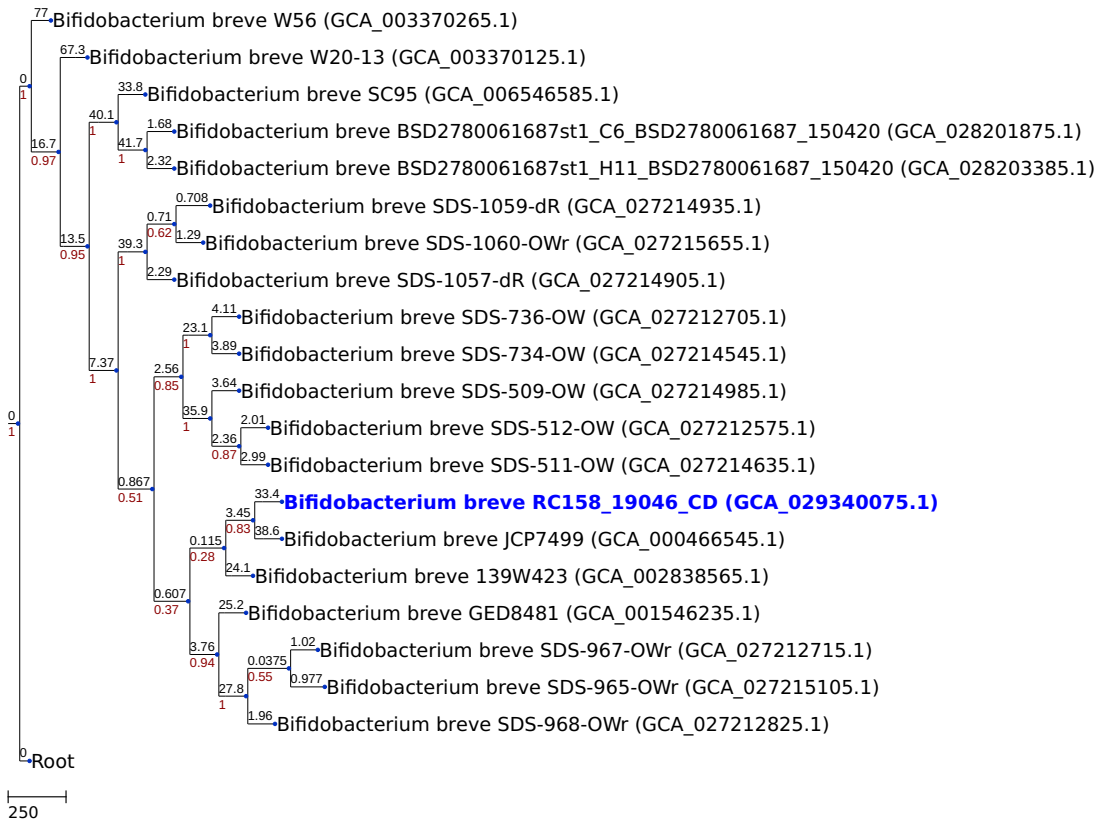 77
Bifidobacterium breve W56 (GCA_003370265.1)
67.3
Bifidobacterium breve W20-13 (GCA_003370125.1)
0
1
33.8
Bifidobacterium breve SC95 (GCA_006546585.1)
40.1
1
1.68
Bifidobacterium breve BSD2780061687st1_C6_BSD2780061687_150420 (GCA_028201875.1)
16.7
0.97
41.7
1
2.32
Bifidobacterium breve BSD2780061687st1_H11_BSD2780061687_150420 (GCA_028203385.1)
0.708
Bifidobacterium breve SDS-1059-dR (GCA_027214935.1)
0.71
0.62
1.29
Bifidobacterium breve SDS-1060-OWr (GCA_027215655.1)
13.5
0.95
39.3
1
2.29
Bifidobacterium breve SDS-1057-dR (GCA_027214905.1)
4.11
Bifidobacterium breve SDS-736-OW (GCA_027212705.1)
23.1
1
3.89
Bifidobacterium breve SDS-734-OW (GCA_027214545.1)
7.37
1
2.56
0.85
3.64
Bifidobacterium breve SDS-509-OW (GCA_027214985.1)
35.9
1
2.01
Bifidobacterium breve SDS-512-OW (GCA_027212575.1)
0
1
2.36
0.87
2.99
Bifidobacterium breve SDS-511-OW (GCA_027214635.1)
0.867
0.51
33.4
Bifidobacterium breve RC158_19046_CD (GCA_029340075.1)
3.45
0.83
38.6
Bifidobacterium breve JCP7499 (GCA_000466545.1)
0.115
0.28
24.1
Bifidobacterium breve 139W423 (GCA_002838565.1)
0.607
0.37
25.2
Bifidobacterium breve GED8481 (GCA_001546235.1)
3.76
0.94
1.02
Bifidobacterium breve SDS-967-OWr (GCA_027212715.1)
0.0375
0.55
0.977
Bifidobacterium breve SDS-965-OWr (GCA_027215105.1)
27.8
1
1.96
Bifidobacterium breve SDS-968-OWr (GCA_027212825.1)
0
Root
250